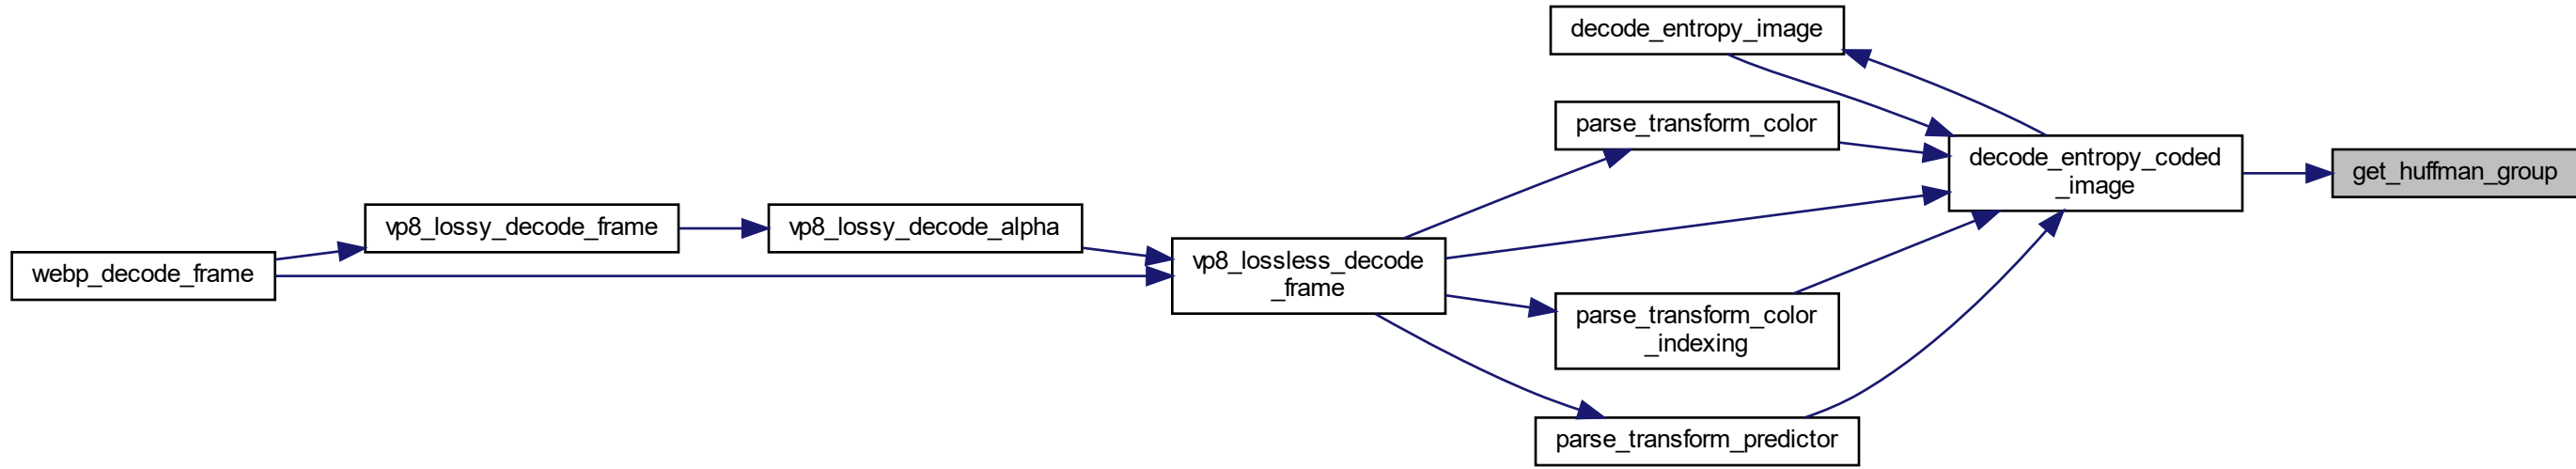 decode_entropy_image
parse_transform_color
decode_entropy_coded
_image
get_huffman_group
vp8_lossy_decode_frame
vp8_lossy_decode_alpha
webp_decode_frame
vp8_lossless_decode
_frame
parse_transform_color
_indexing
parse_transform_predictor